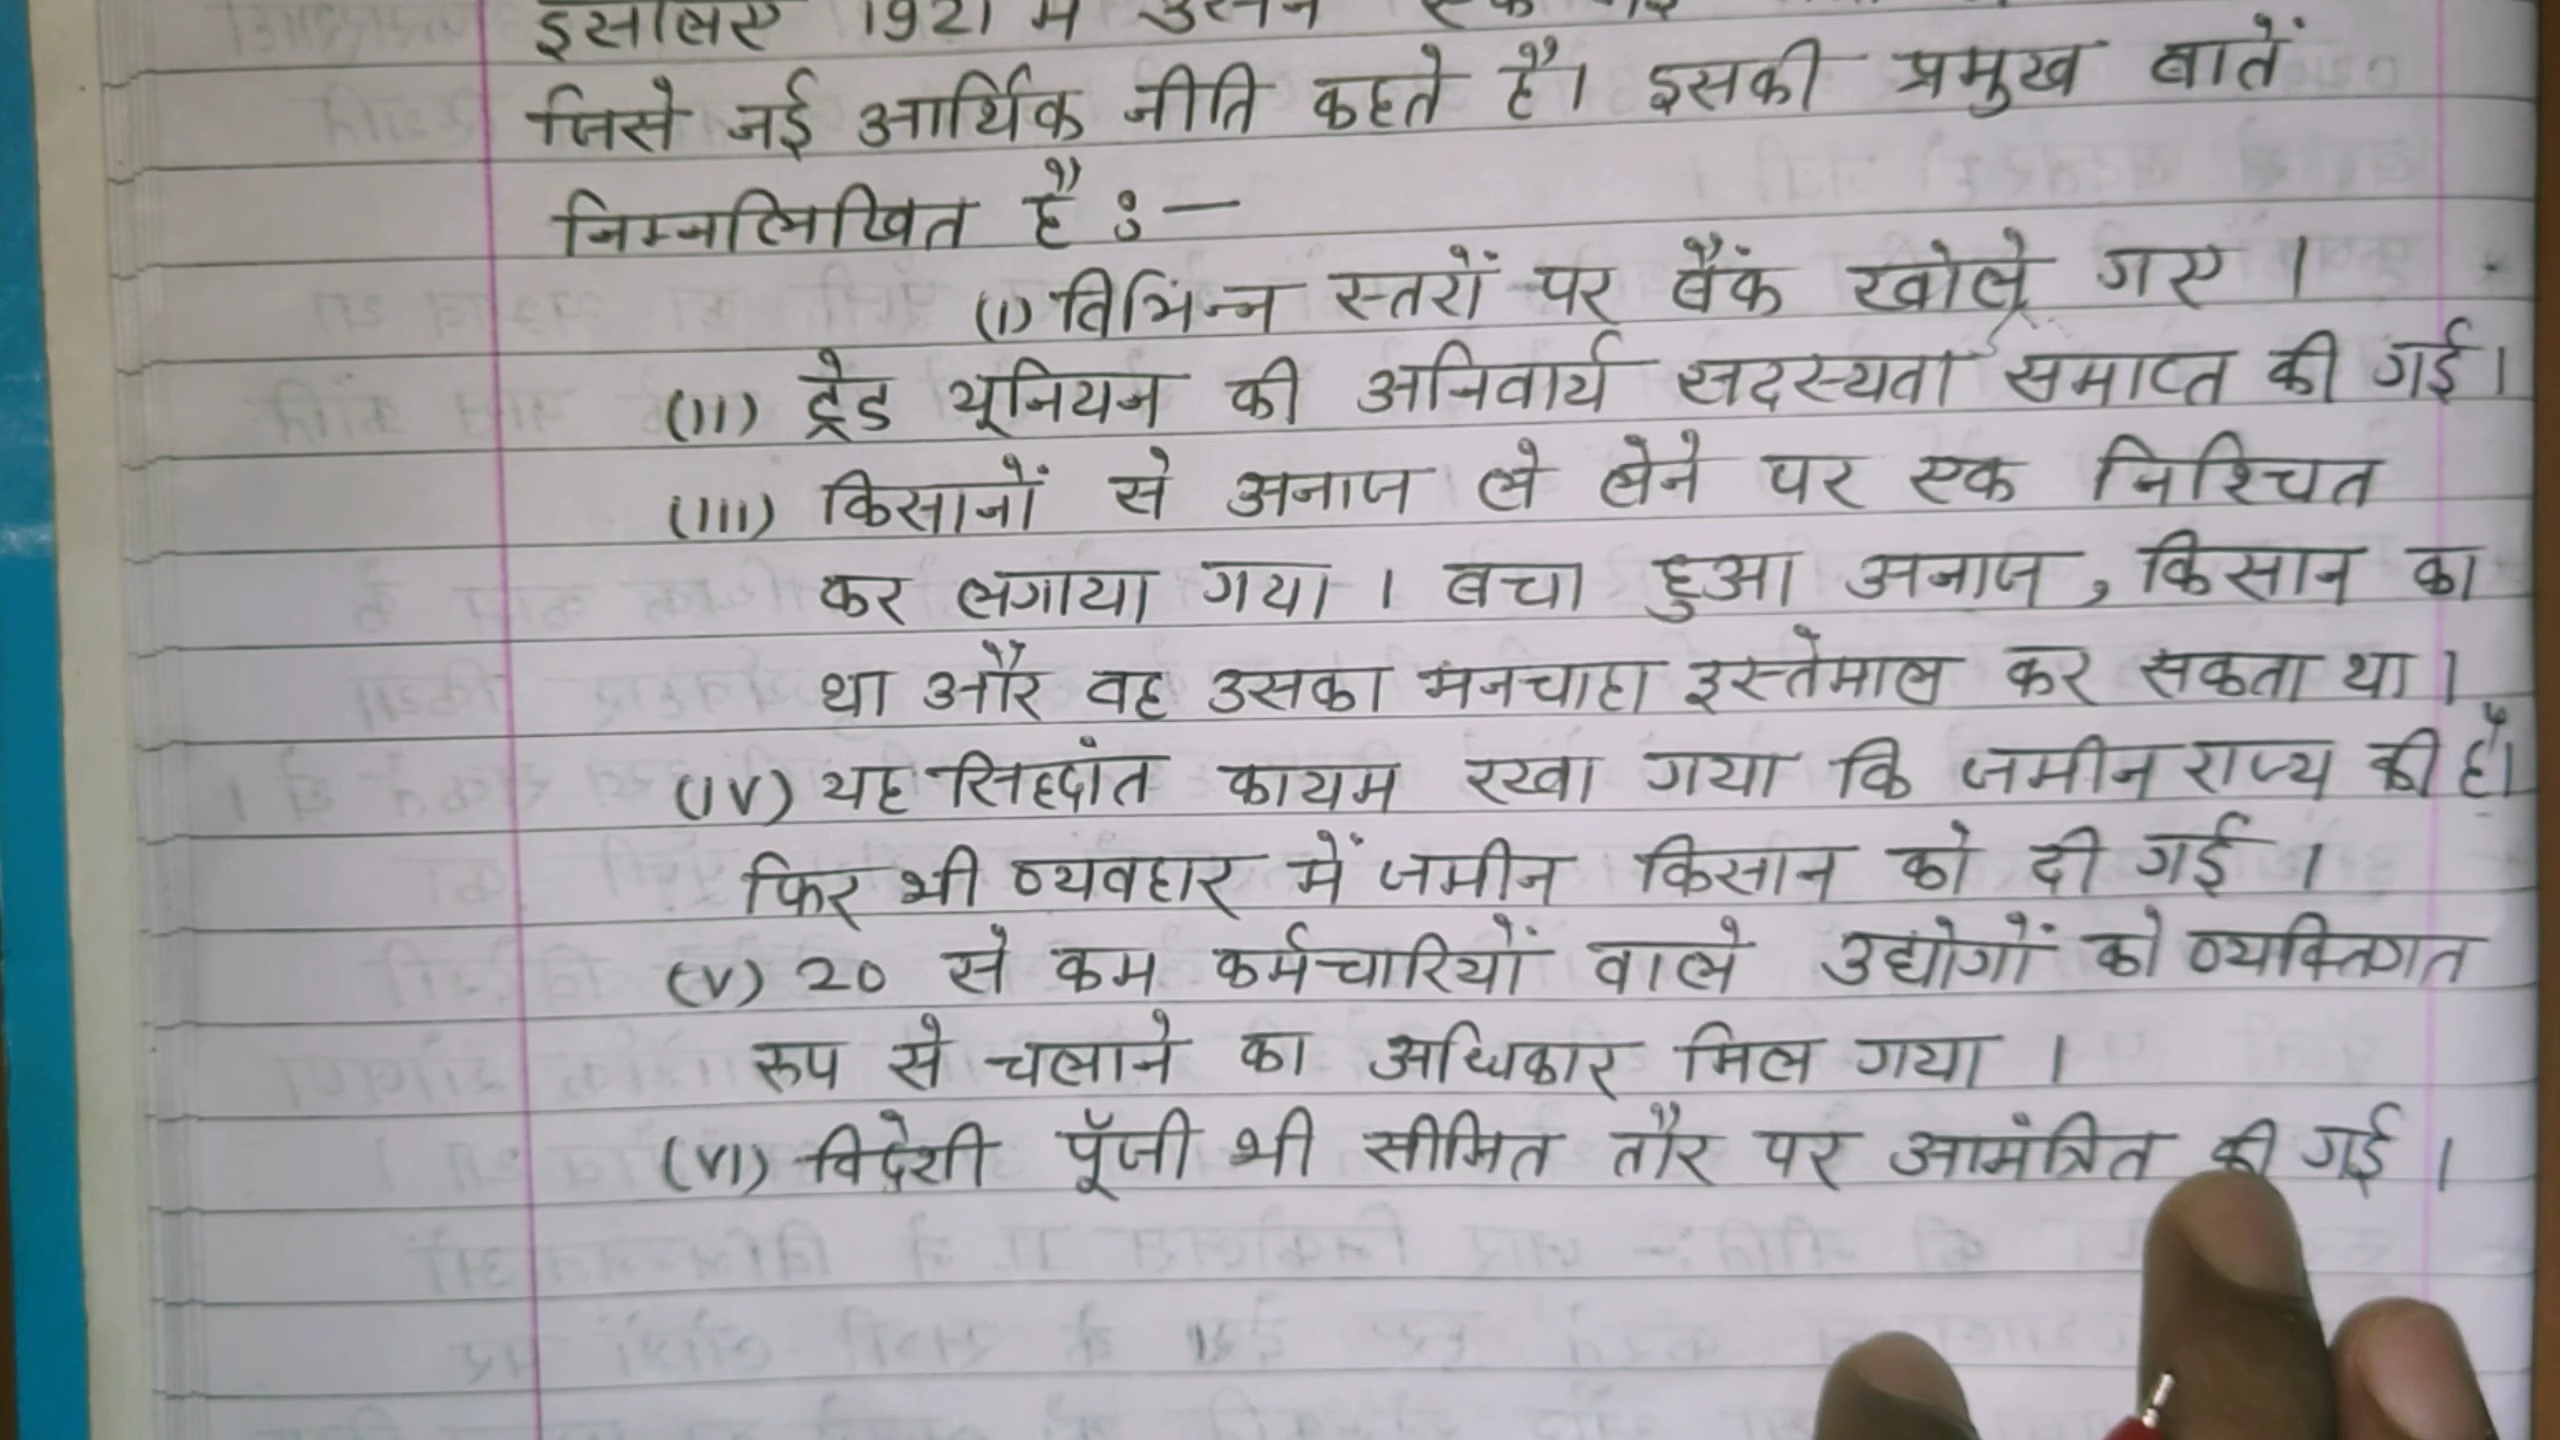 इसलिए 1921 में उसने एक नई
जिसे नई आर्थिक नीति कहते हैं। इसकी प्रमुख बातें
निम्नलिखित हैं :—
(I) विभिन्न स्तरों पर बैंक खोले गए ।
(II) ट्रेड यूनियन की अनिवार्य सदस्यता समाप्त की गई।
(III) किसानों से अनाज ले लेने पर एक निश्चित
कर लगाया गया । बचा हुआ अनाज , किसान का
था और वह उसका मनचाहा इस्तेमाल कर सकता था ।
(IV) यह सिद्धांत कायम रखा गया कि जमीन राज्य की है।
फिर भी व्यवहार में जमीन किसान को दी गई ।
(V) 20 से कम कर्मचारियों वाले उद्योगों को व्यक्तिगत
रूप से चलाने का अधिकार मिल गया ।
(VI) विदेशी पूँजी भी सीमित तौर पर आमंत्रित की गई ।